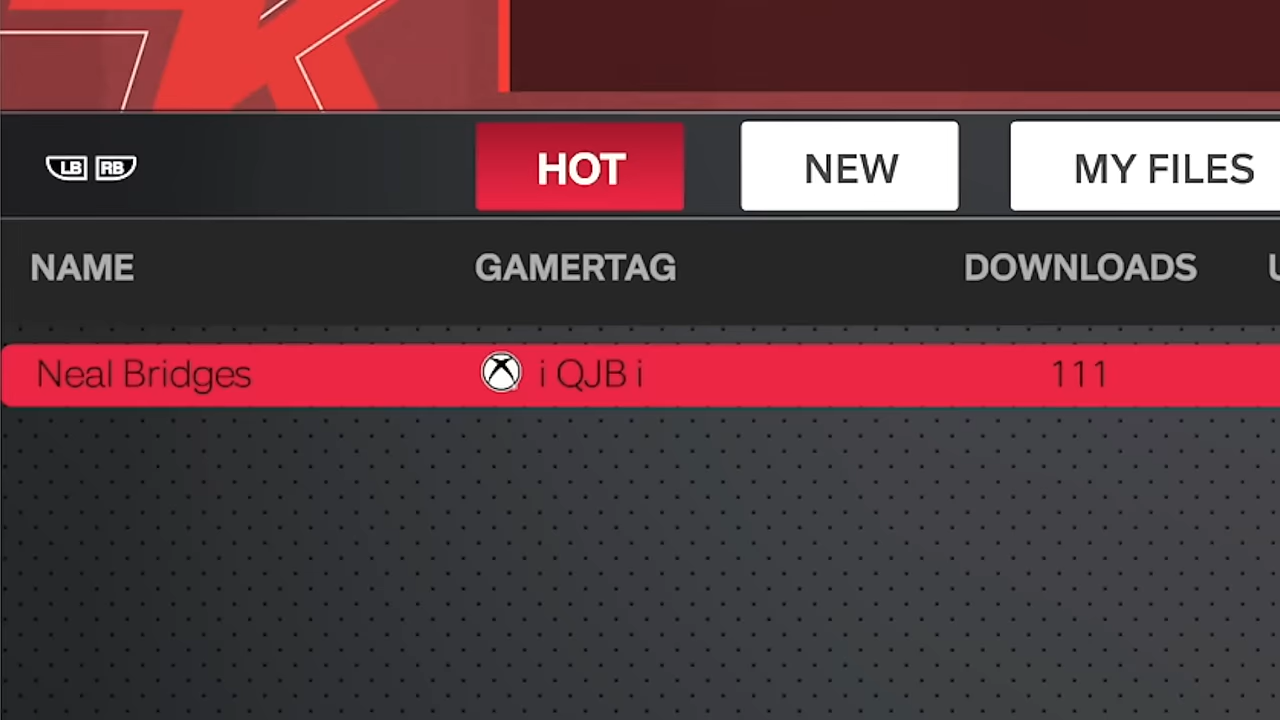 K
LB RB HOT NEW MY FILES
NAME GAMERTAG DOWNLOADS
Neal Bridges i QJB i 111